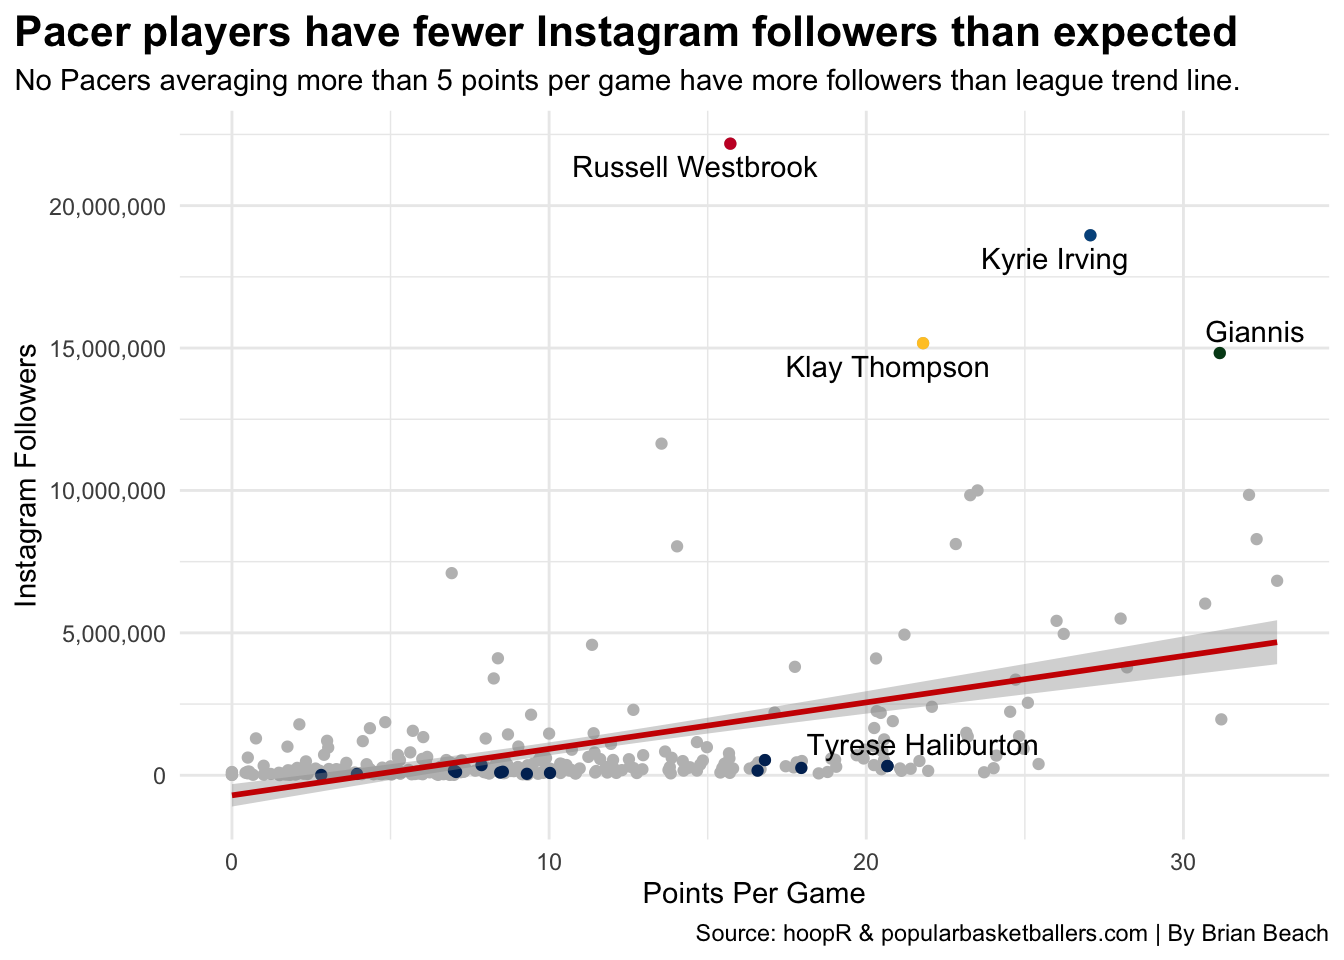 Pacer players have fewer Instagram followers than expected
No Pacers averaging more than 5 points per game have more followers than league trend line.
Russell Westbrook
20,000,000
Kyrie Irving
Giannis
15,000,000
Klay Thompson
Instagram Followers
10,000,000
5,000,000
Tyrese Haliburton
0
0
10
20
30
Points Per Game
Source: hoopR & popularbasketballers.com | By Brian Beach